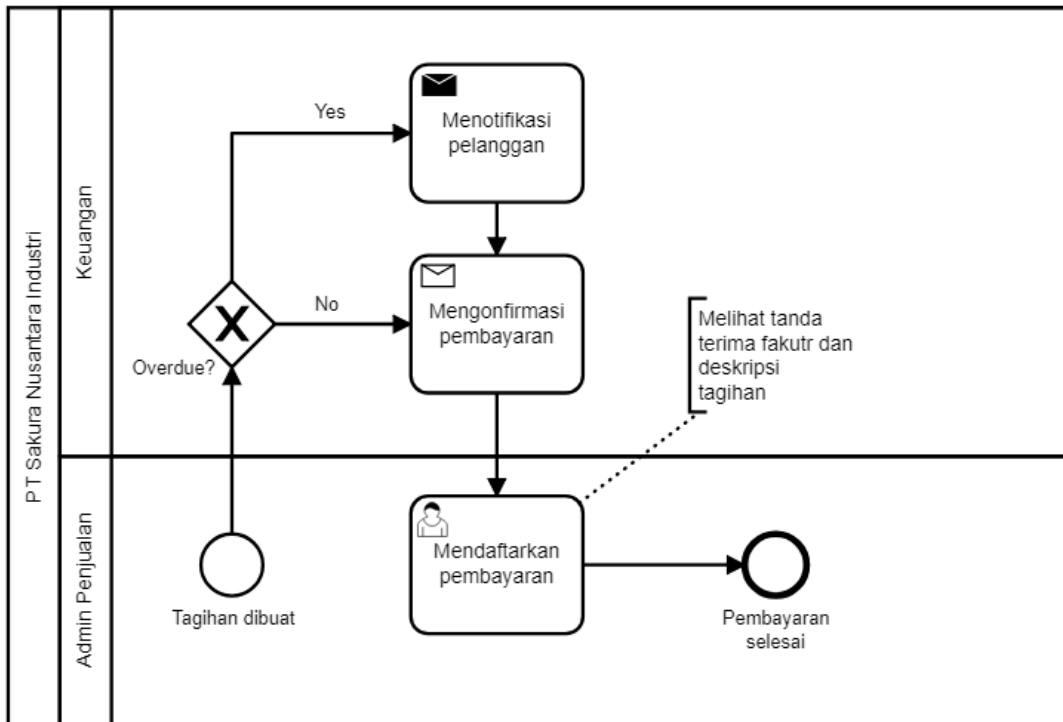 PT Sakura Nusantara Industri
Keuangan
Yes
Menotifikasi
pelanggan
No
Overdue?
Mengonfirmasi
pembayaran
Melihat tanda
terima fakutr dan
deskripsi
tagihan
Admin Penjualan
Tagihan dibuat
Mendaftarkan
pembayaran
Pembayaran
selesai